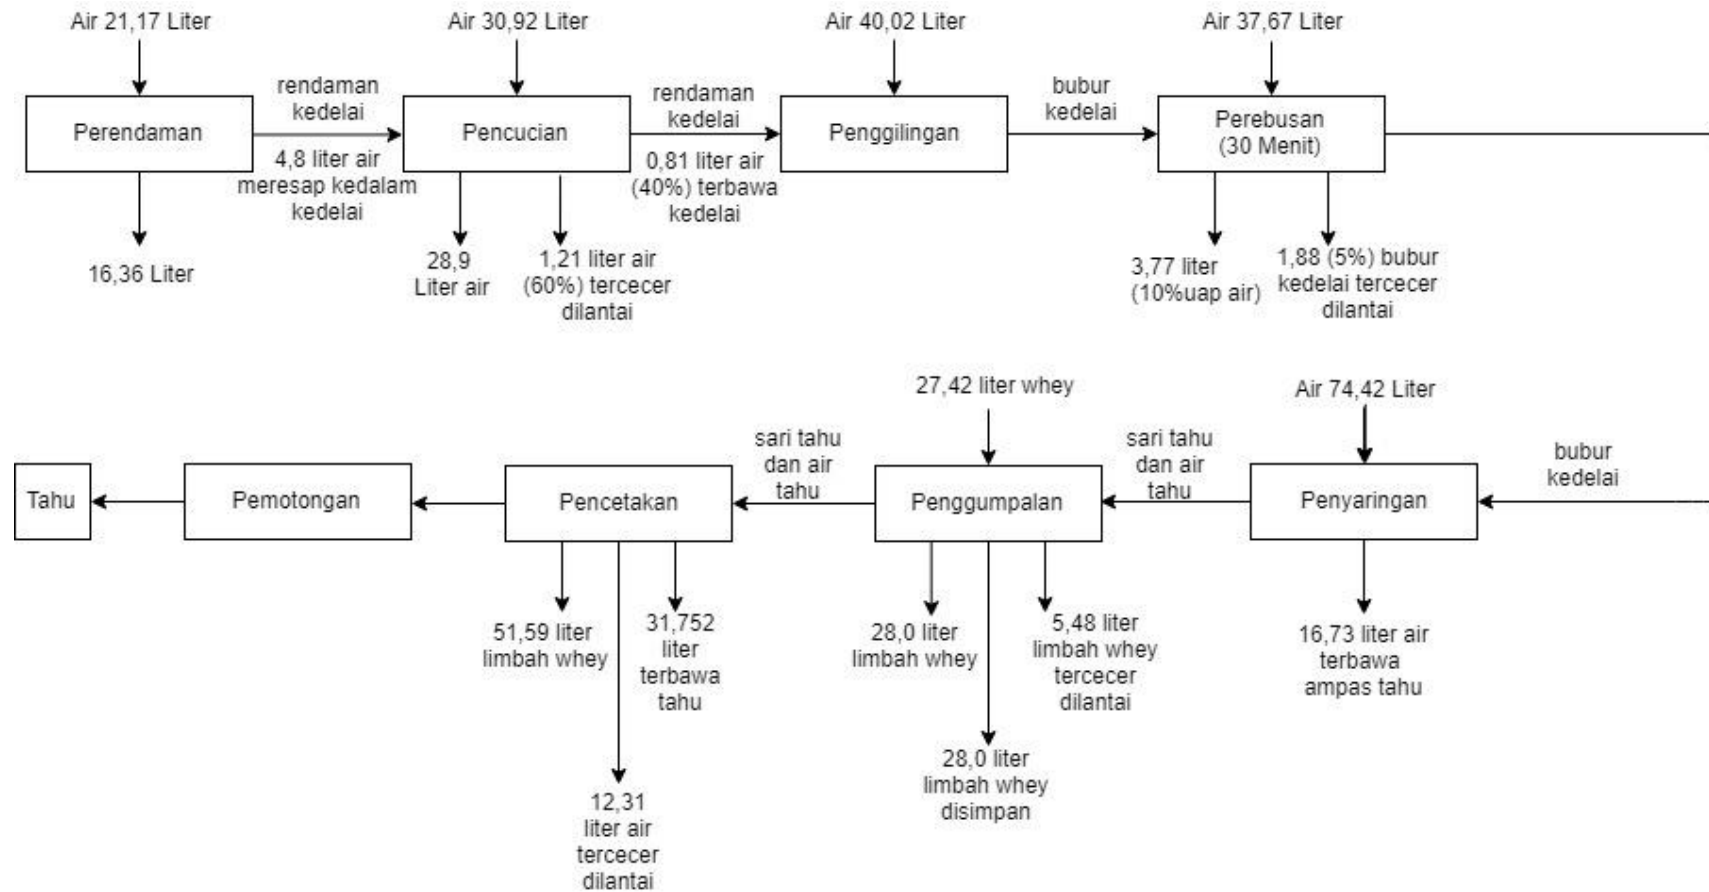 Air 21,17 Liter
Perendaman
16,36 Liter
rendaman
kedelai
4,8 liter air
meresap kedalam
kedelai
Air 30,92 Liter
Pencucian
28,9
Liter air
1,21 liter air
(60%) tercecer
dilantai
rendaman
kedelai
0,81 liter air
(40%) terbawa
kedelai
Air 40,02 Liter
Penggilingan
bubur
kedelai
Air 37,67 Liter
Perebusan
(30 Menit)
3,77 liter
(10%uap air)
1,88 (5%) bubur
kedelai tercecer
dilantai
bubur
kedelai
Air 74,42 Liter
Penyaringan
16,73 liter air
terbawa
ampas tahu
sari tahu
dan air
tahu
27,42 liter whey
Penggumpalan
28,0 liter
limbah whey
28,0 liter
limbah whey
disimpan
5,48 liter
limbah whey
tercecer
dilantai
sari tahu
dan air
tahu
Pencetakan
51,59 liter
limbah whey
12,31
liter air
tercecer
dilantai
31,752
liter
terbawa
tahu
Pemotongan
Tahu